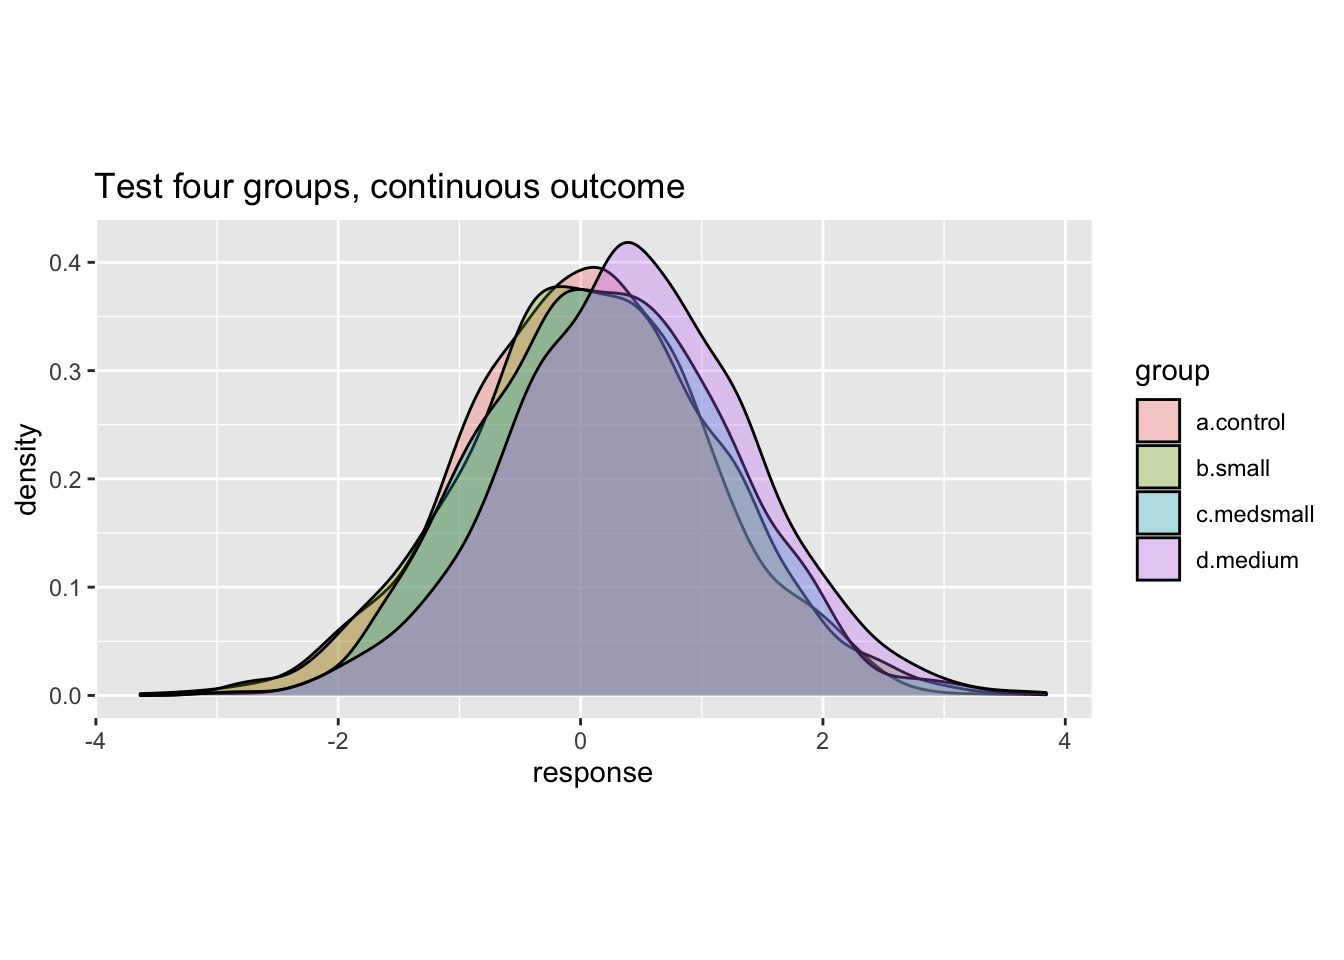 Test four groups, continuous outcome
0.4
0.3
0.2
0.1
0.0
density
-4 -2 0 2 4
response
group
a.control
b.small
c.medsmall
d.medium